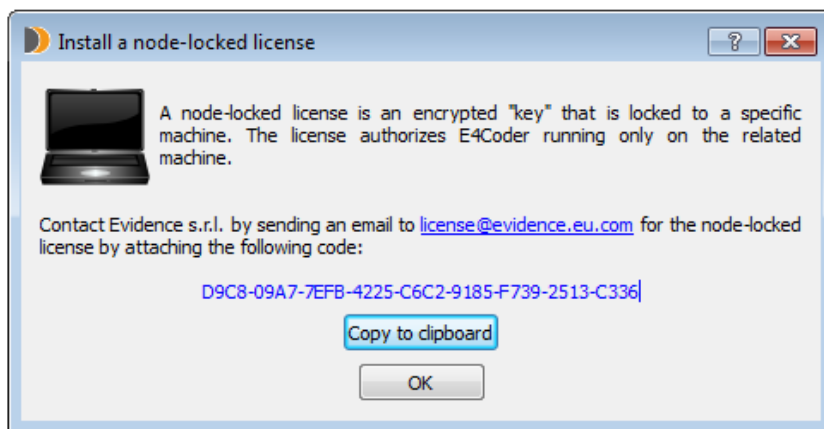 Install a node-locked license
A node-locked license is an encrypted "key" that is locked to a specific
machine. The license authorizes E4Coder running only on the related
machine.
Contact Evidence s.r.l. by sending an email to license@evidence.eu.com for the node-locked
license by attaching the following code:
D9C8-09A7-7EFB-4225-C6C2-9185-F739-2513-C336
Copy to clipboard
OK